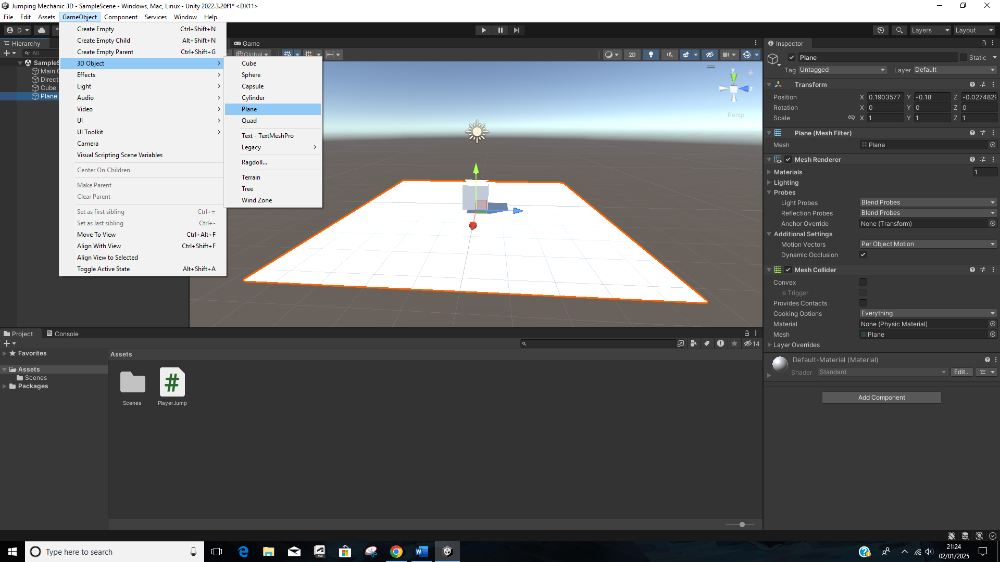 Jumping Mechanic 3D - SampleScene - Windows, Mac, Linux - Unity 2022.3.20f1* <DX11>
File Edit Assets GameObject Component Services Window Help
D
Layers
Layout
Hierarchy
All
SampleS
Main C
Direct
Cube
Plane
Create Empty Ctrl+Shift+N
Create Empty Child Alt+Shift+N
Create Empty Parent Ctrl+Shift+G
3D Object
Effects
Light
Audio
Video
UI
UI Toolkit
Camera
Visual Scripting Scene Variables
Center On Children
Make Parent
Clear Parent
Set as first sibling Ctrl+=
Set as last sibling Ctrl+-
Move To View Ctrl+Alt+F
Align With View Ctrl+Shift+F
Align View to Selected
Toggle Active State Alt+Shift+A
Cube
Sphere
Capsule
Cylinder
Plane
Quad
Text - TextMeshPro
Legacy
Ragdoll...
Terrain
Tree
Wind Zone
Game
Global
2D
y
z
Persp
Inspector
Plane
Static
Tag Untagged Layer Default
Transform
Position X 0.1903577 Y -0.18 Z -0.0274829
Rotation X 0 Y 0 Z 0
Scale X 1 Y 1 Z 1
Plane (Mesh Filter)
Mesh Plane
Mesh Renderer
Materials 1
Lighting
Probes
Light Probes Blend Probes
Reflection Probes Blend Probes
Anchor Override None (Transform)
Additional Settings
Motion Vectors Per Object Motion
Dynamic Occlusion
Mesh Collider
Convex
Is Trigger
Provides Contacts
Cooking Options Everything
Material None (Physic Material)
Mesh Plane
Layer Overrides
Default-Material (Material)
Shader Standard Edit...
Add Component
Project Console
14
Favorites
Assets
Scenes
Packages
Assets
#
Scenes PlayerJump
Type here to search
21:24
02/01/2025